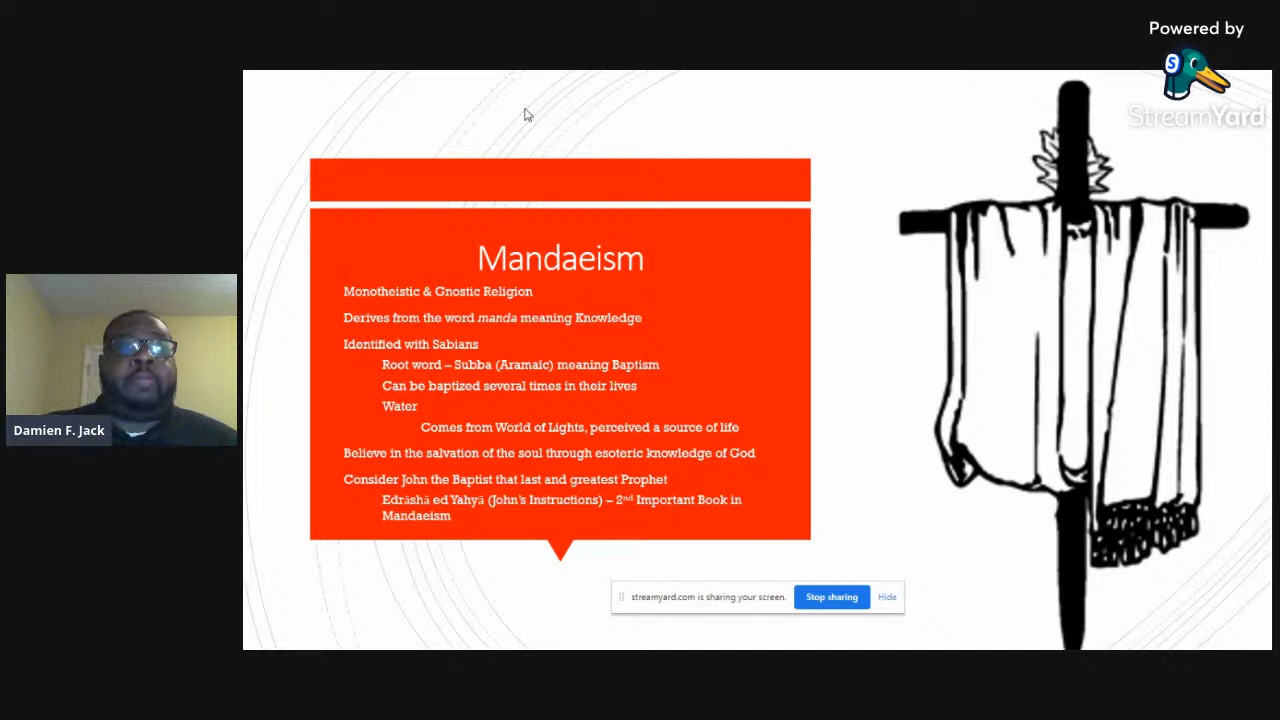 Powered by
S
StreamYard
Mandaeism
Monotheistic & Gnostic Religion
Derives from the word manda meaning Knowledge
Identified with Sabians
Root word – Subba (Aramaic) meaning Baptism
Can be baptized several times in their lives
Water
Comes from World of Lights, perceived a source of life
Believe in the salvation of the soul through esoteric knowledge of God
Consider John the Baptist that last and greatest Prophet
Edrāshā ed Yahyā (John's Instructions) – 2nd Important Book in
Mandaeism
Damien F. Jack
streamyard.com is sharing your screen.
Stop sharing
Hide